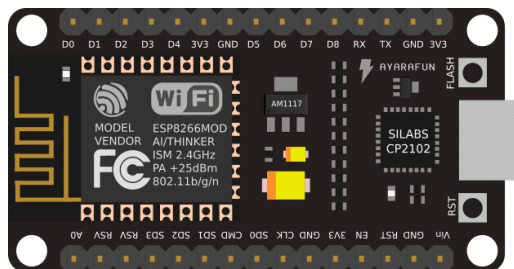 D0 D1 D2 D3 D4 3V3 GND D5 D6 D7 D8 RX TX GND 3V3
AYARAFUN
FLASH
WiFi
AM1117
MODEL
VENDOR
ESP8266MOD
AI/THINKER
ISM 2.4GHz
PA +25dBm
802.11b/g/n
FC
SILABS
CP2102
RST
A0 RSV RSV SD3 SD2 SD1 CMD SD0 CLK GND 3V3 EN RST GND Vin